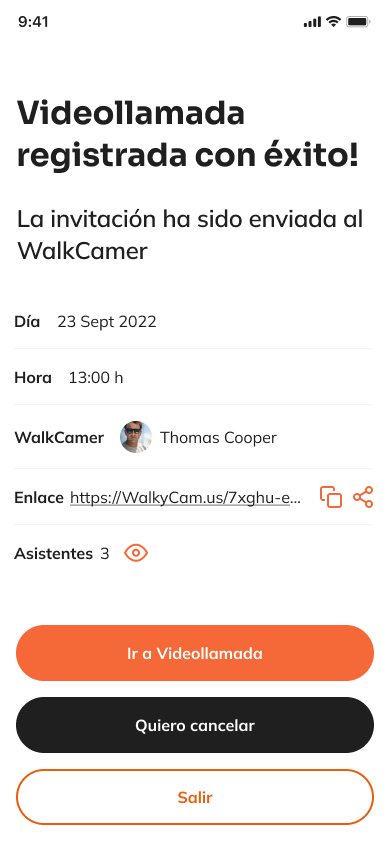 9:41
Videollamada
registrada con éxito!
La invitación ha sido enviada al
WalkCamer
Día 23 Sept 2022
Hora 13:00 h
WalkCamer Thomas Cooper
Enlace https://WalkyCam.us/7xghu-e...
Asistentes 3
Ir a Videollamada
Quiero cancelar
Salir